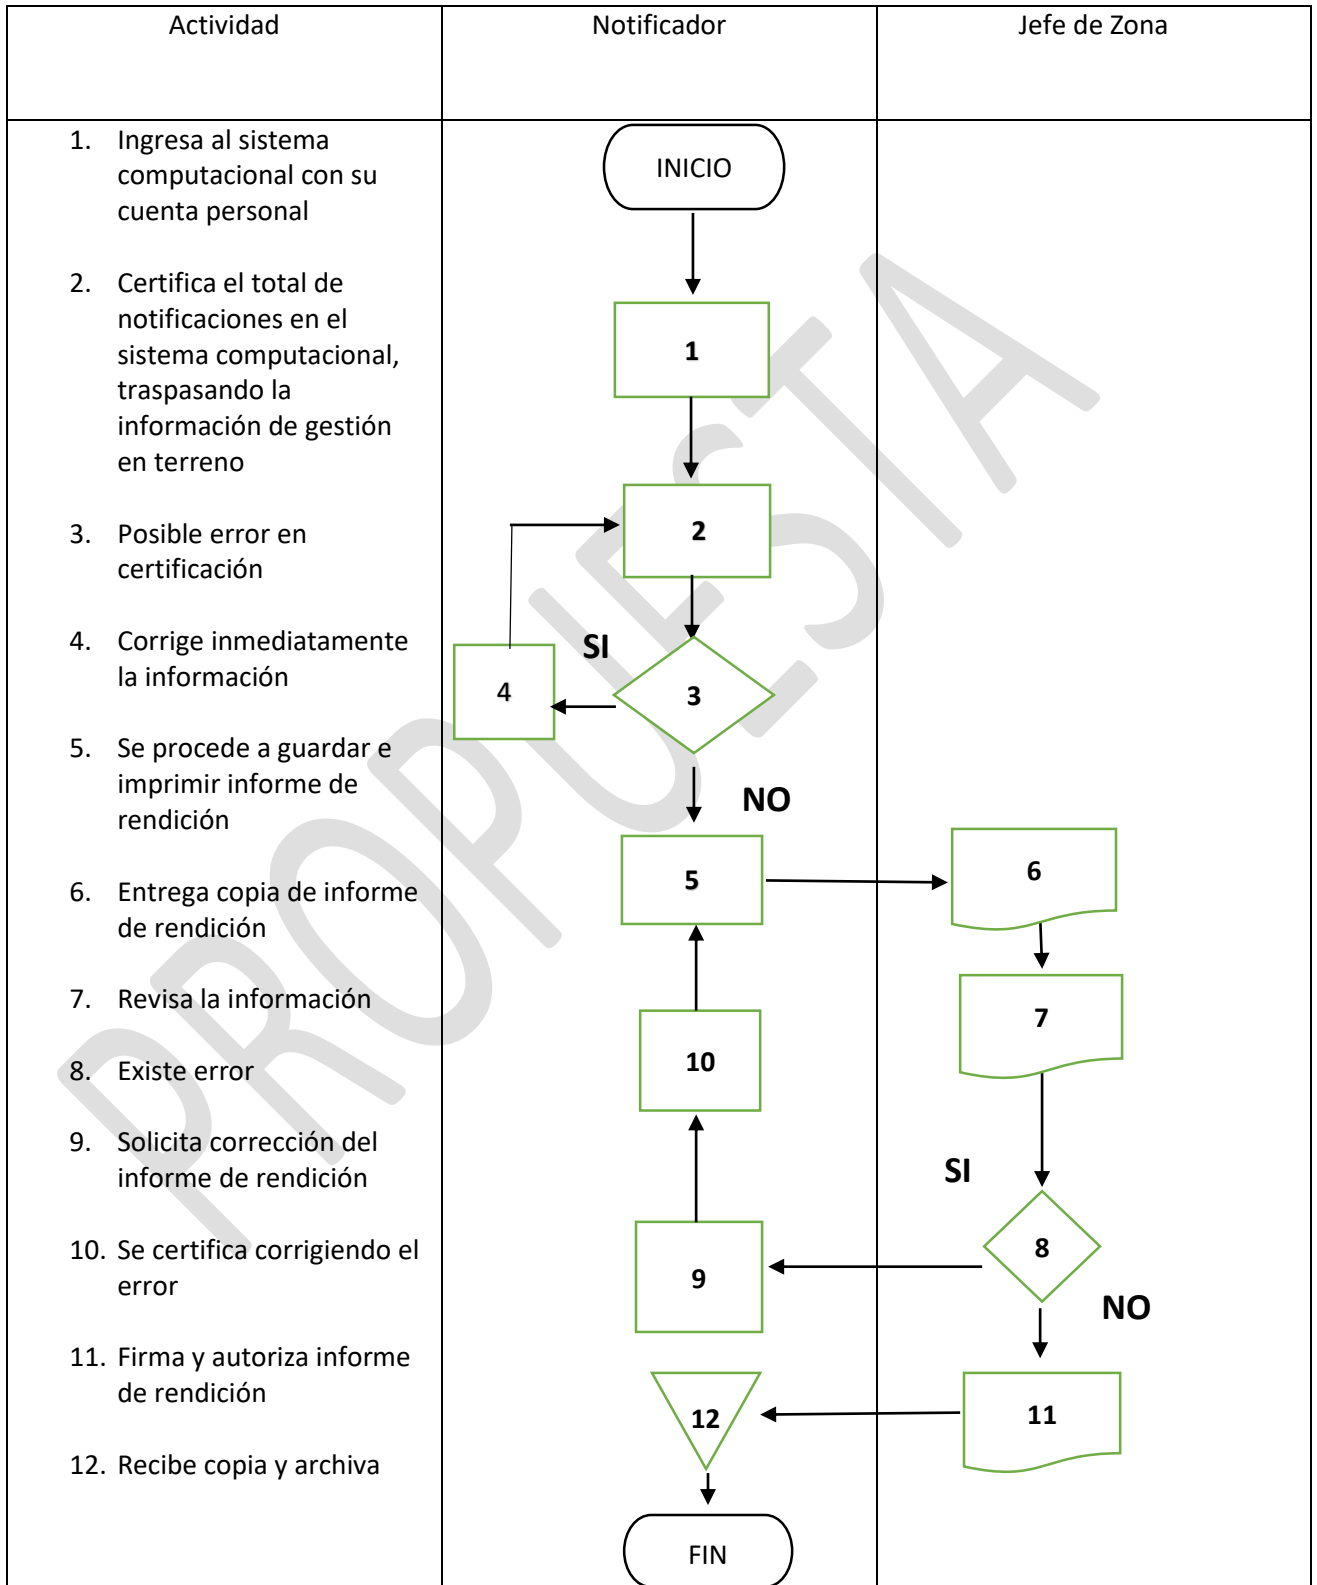 Actividad
Notificador
Jefe de Zona
1. Ingresa al sistema
computacional con su
cuenta personal
2. Certifica el total de
notificaciones en el
sistema computacional,
traspasando la
información de gestión
en terreno
3. Posible error en
certificación
4. Corrige inmediatamente
la información
5. Se procede a guardar e
imprimir informe de
rendición
6. Entrega copia de informe
de rendición
7. Revisa la información
8. Existe error
9. Solicita corrección del
informe de rendición
10. Se certifica corrigiendo el
error
11. Firma y autoriza informe
de rendición
12. Recibe copia y archiva
INICIO
1
2
SI
4
3
NO
5
10
9
12
FIN
6
7
SI
8
NO
11
PROPUESTA